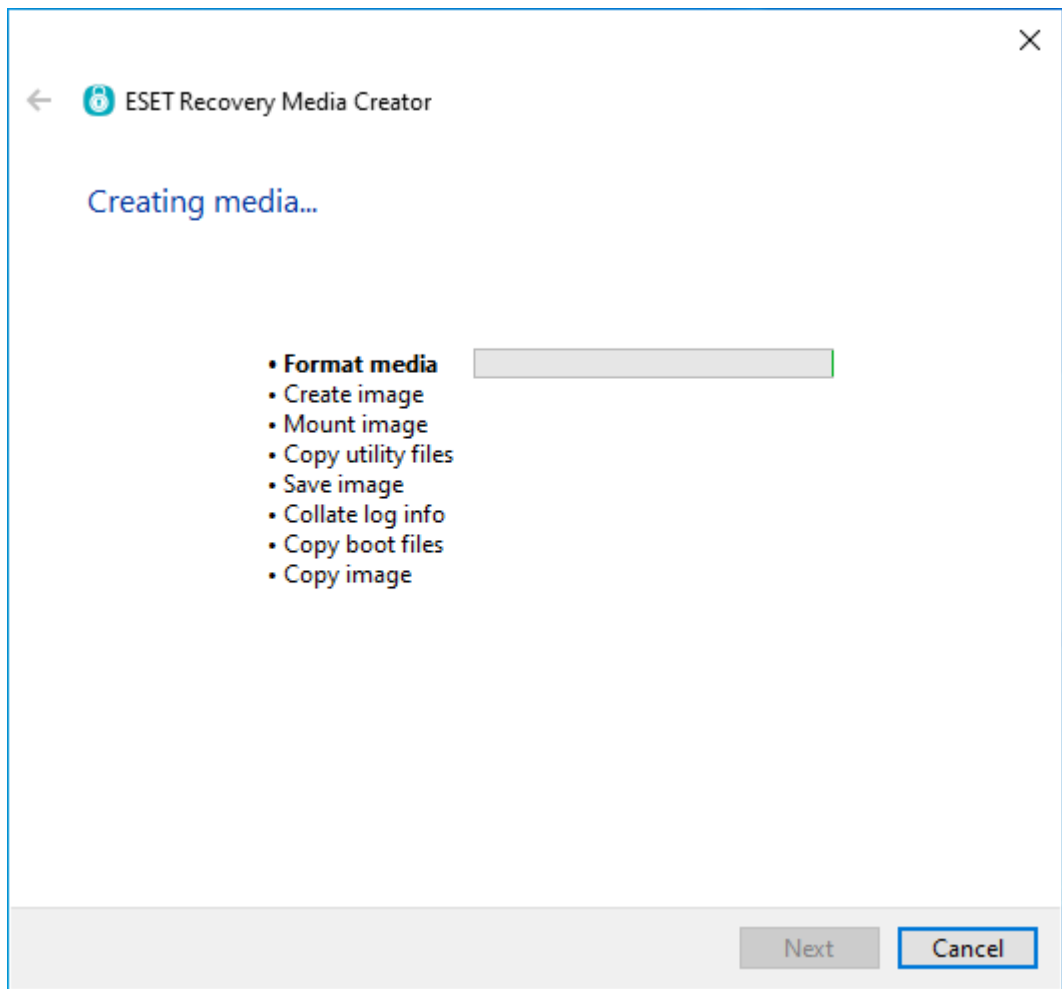 ESET Recovery Media Creator
Creating media...
• Format media
• Create image
• Mount image
• Copy utility files
• Save image
• Collate log info
• Copy boot files
• Copy image
Next
Cancel